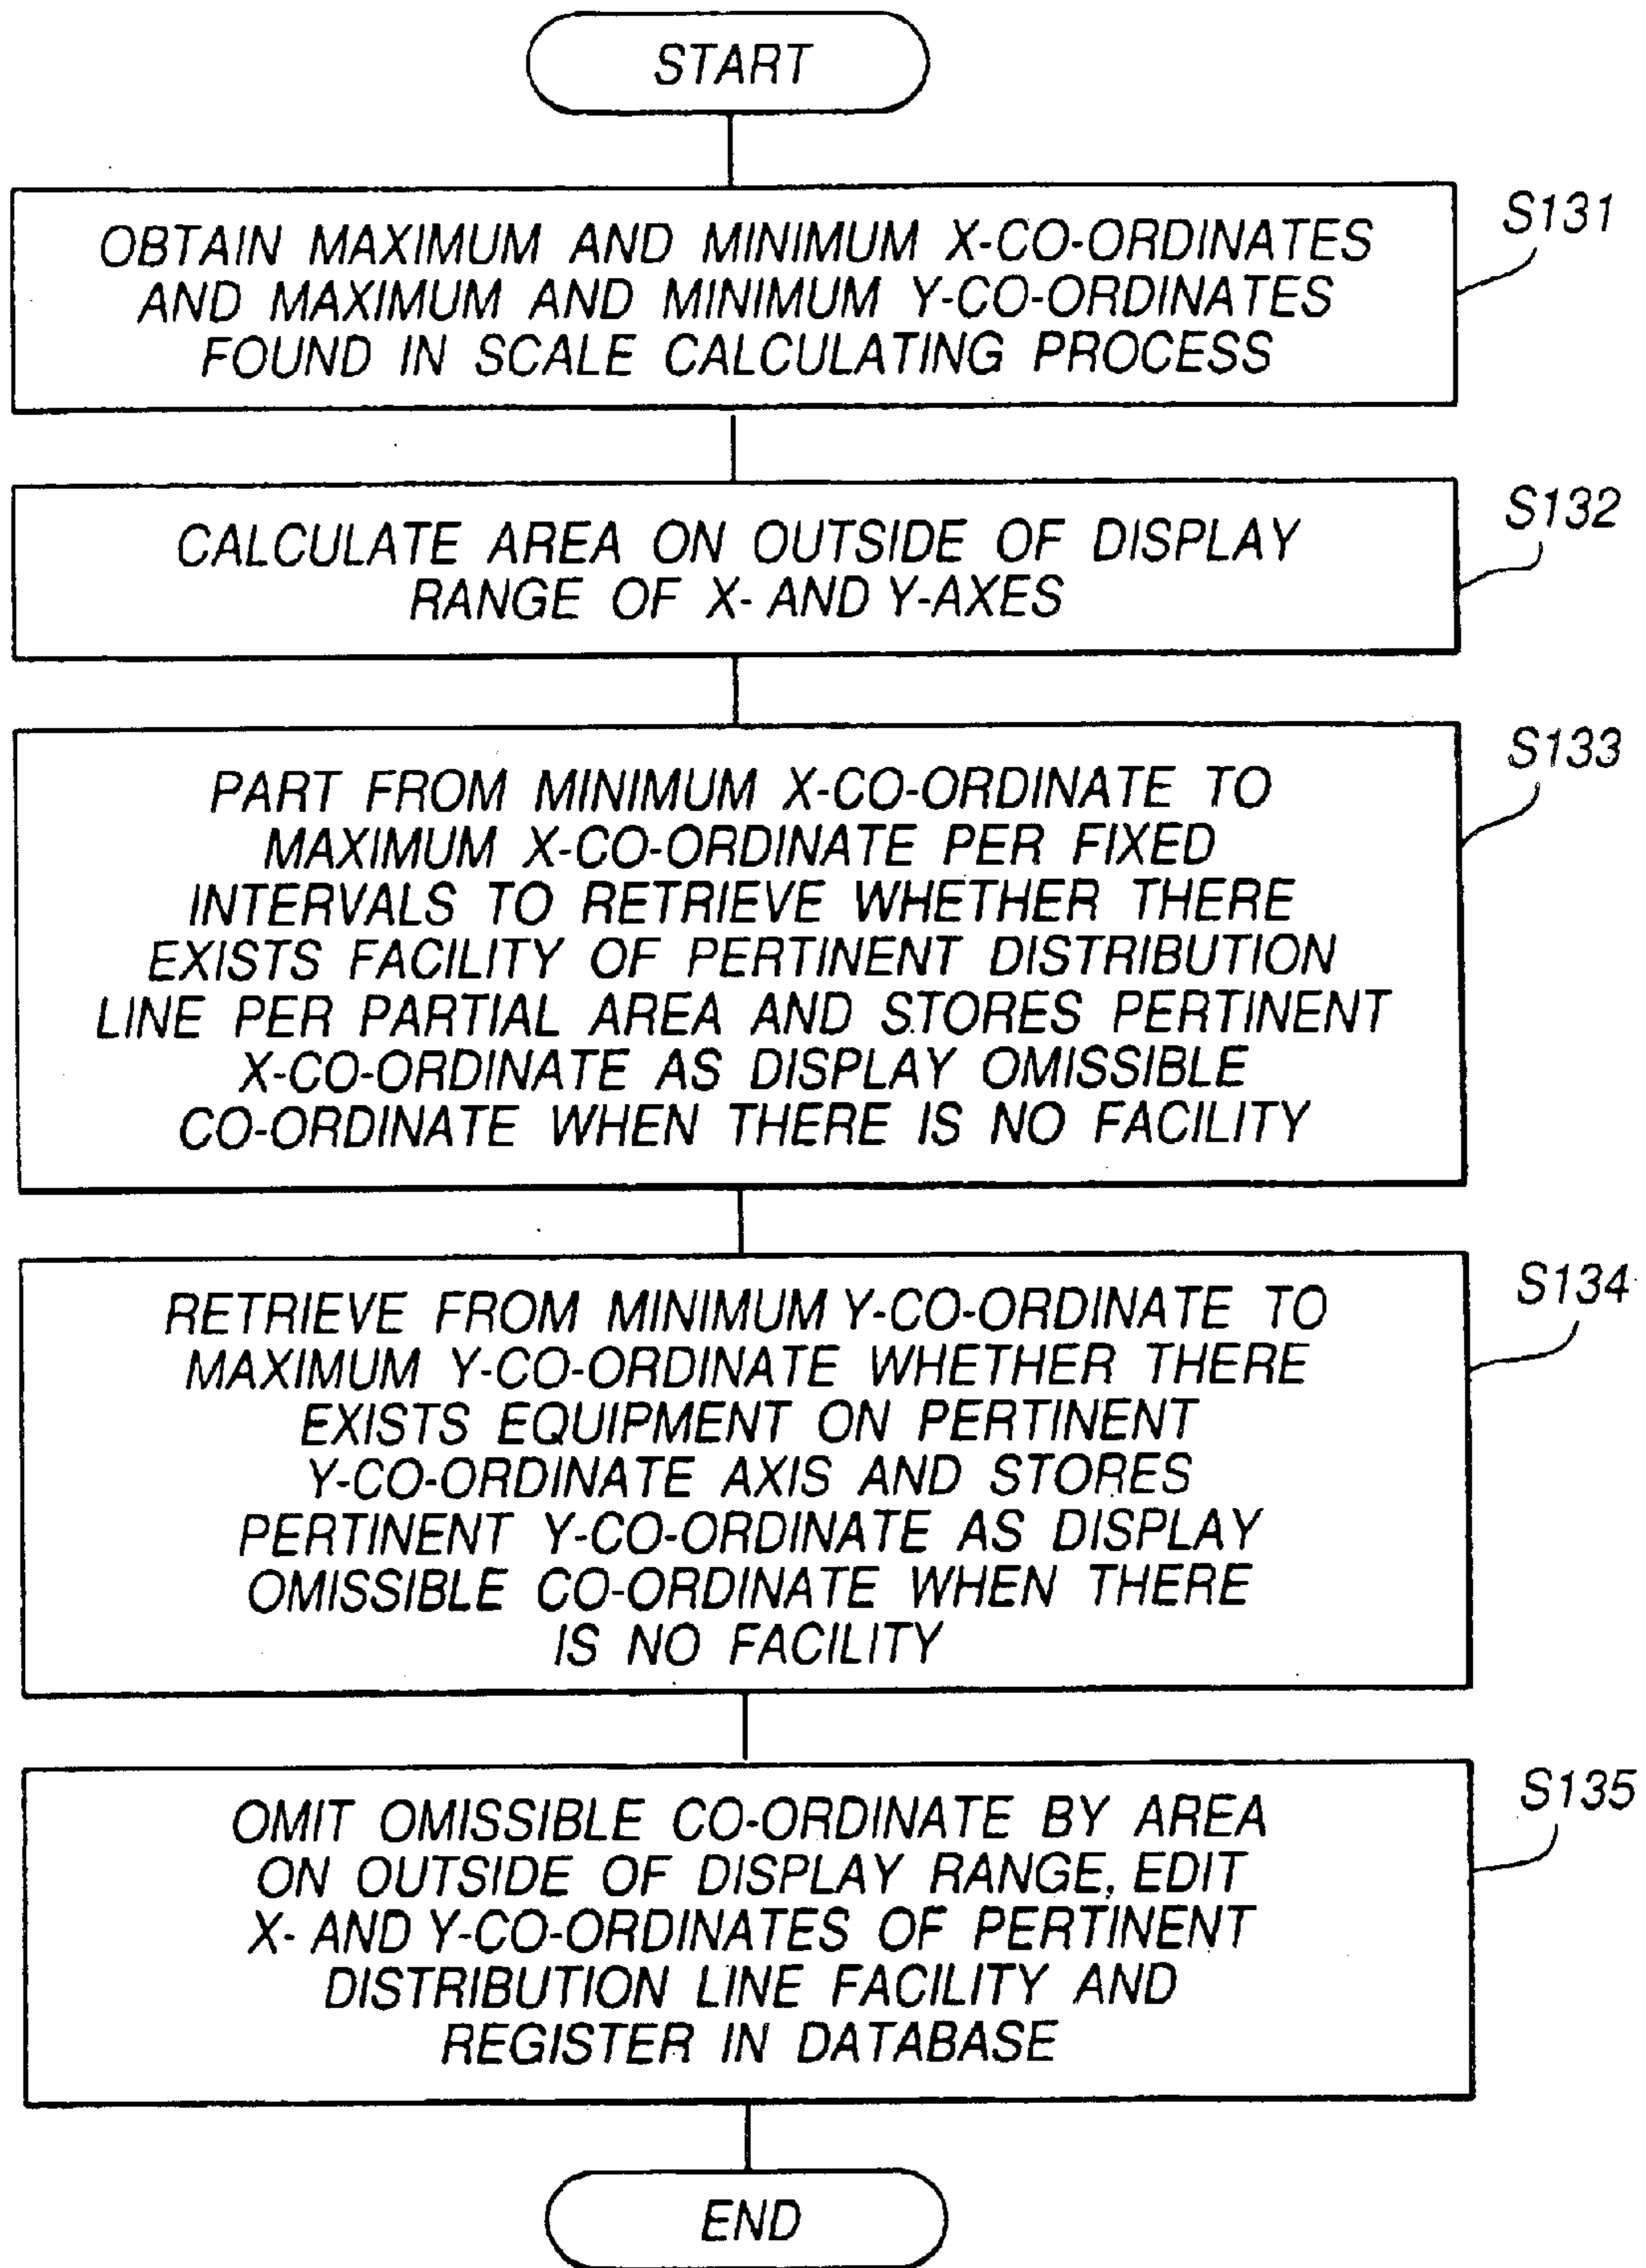 START
OBTAIN MAXIMUM AND MINIMUM X-CO-ORDINATES
AND MAXIMUM AND MINIMUM Y-CO-ORDINATES
FOUND IN SCALE CALCULATING PROCESS
S131
CALCULATE AREA ON OUTSIDE OF DISPLAY
RANGE OF X- AND Y-AXES
S132
PART FROM MINIMUM X-CO-ORDINATE TO
MAXIMUM X-CO-ORDINATE PER FIXED
INTERVALS TO RETRIEVE WHETHER THERE
EXISTS FACILITY OF PERTINENT DISTRIBUTION
LINE PER PARTIAL AREA AND STORES PERTINENT
X-CO-ORDINATE AS DISPLAY OMISSIBLE
CO-ORDINATE WHEN THERE IS NO FACILITY
S133
RETRIEVE FROM MINIMUM Y-CO-ORDINATE TO
MAXIMUM Y-CO-ORDINATE WHETHER THERE
EXISTS EQUIPMENT ON PERTINENT
Y-CO-ORDINATE AXIS AND STORES
PERTINENT Y-CO-ORDINATE AS DISPLAY
OMISSIBLE CO-ORDINATE WHEN THERE
IS NO FACILITY
S134
OMIT OMISSIBLE CO-ORDINATE BY AREA
ON OUTSIDE OF DISPLAY RANGE, EDIT
X- AND Y-CO-ORDINATES OF PERTINENT
DISTRIBUTION LINE FACILITY AND
REGISTER IN DATABASE
S135
END